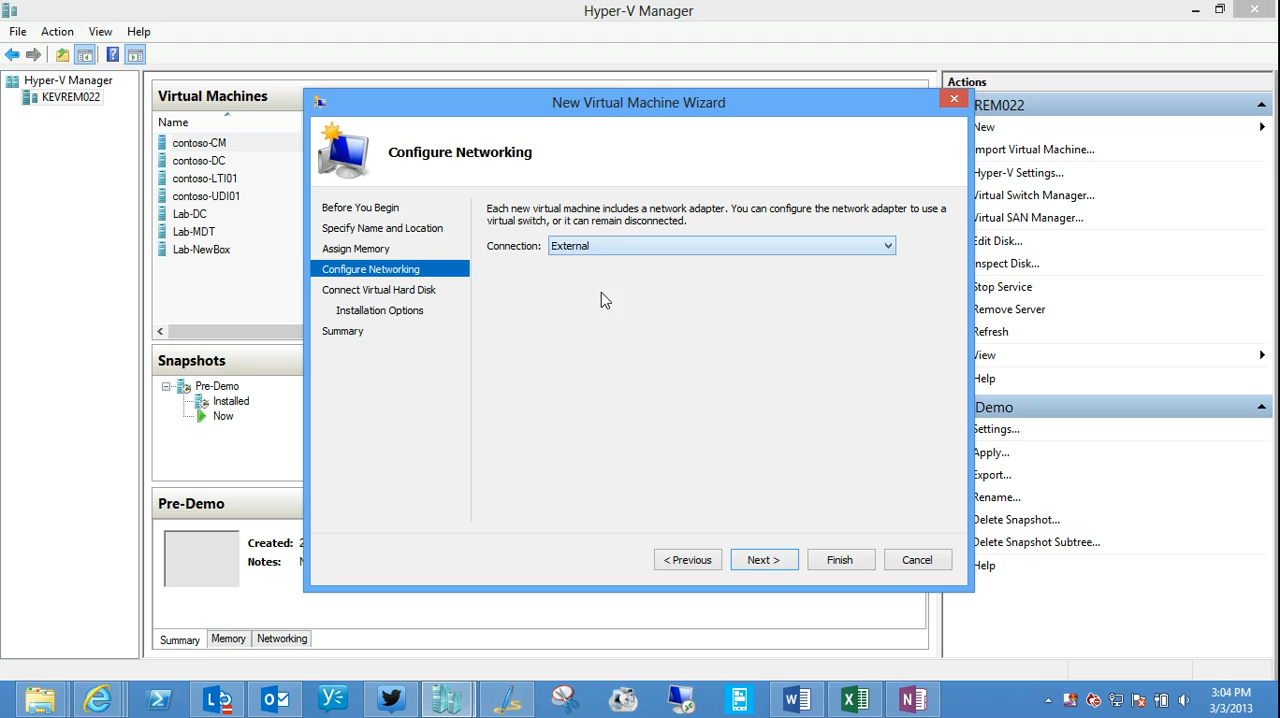 Hyper-V Manager
File Action View Help
Hyper-V Manager
KEVREM022
Virtual Machines
Name
contoso-CM
contoso-DC
contoso-LTI01
contoso-UDI01
Lab-DC
Lab-MDT
Lab-NewBox
Snapshots
Pre-Demo
Installed
Now
Pre-Demo
Created: 2
Notes:
Summary Memory Networking
New Virtual Machine Wizard
Configure Networking
Before You Begin
Specify Name and Location
Assign Memory
Configure Networking
Connect Virtual Hard Disk
Installation Options
Summary
Each new virtual machine includes a network adapter. You can configure the network adapter to use a
virtual switch, or it can remain disconnected.
Connection: External
< Previous Next > Finish Cancel
Actions
REM022
New
mport Virtual Machine...
Hyper-V Settings...
Virtual Switch Manager...
Virtual SAN Manager...
Edit Disk...
nspect Disk...
Stop Service
Remove Server
Refresh
View
Help
Demo
Settings...
Apply...
Export...
Rename...
Delete Snapshot...
Delete Snapshot Subtree...
Help
3:04 PM
3/3/2013